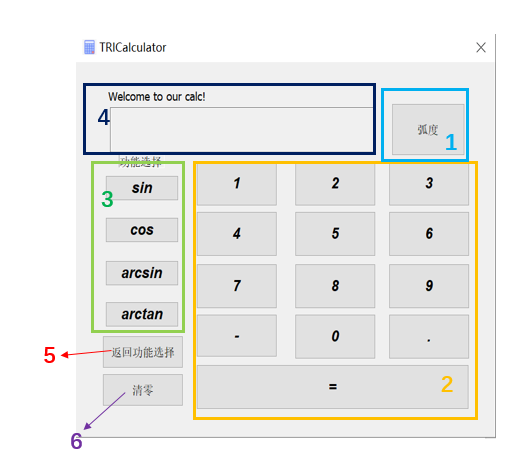 TRICalculator
Welcome to our calc!
4
弧度
1
功能选择
3
sin
cos
arcsin
arctan
1 2 3
4 5 6
7 8 9
- 0 .
=
2
5
返回功能选择
清零
6